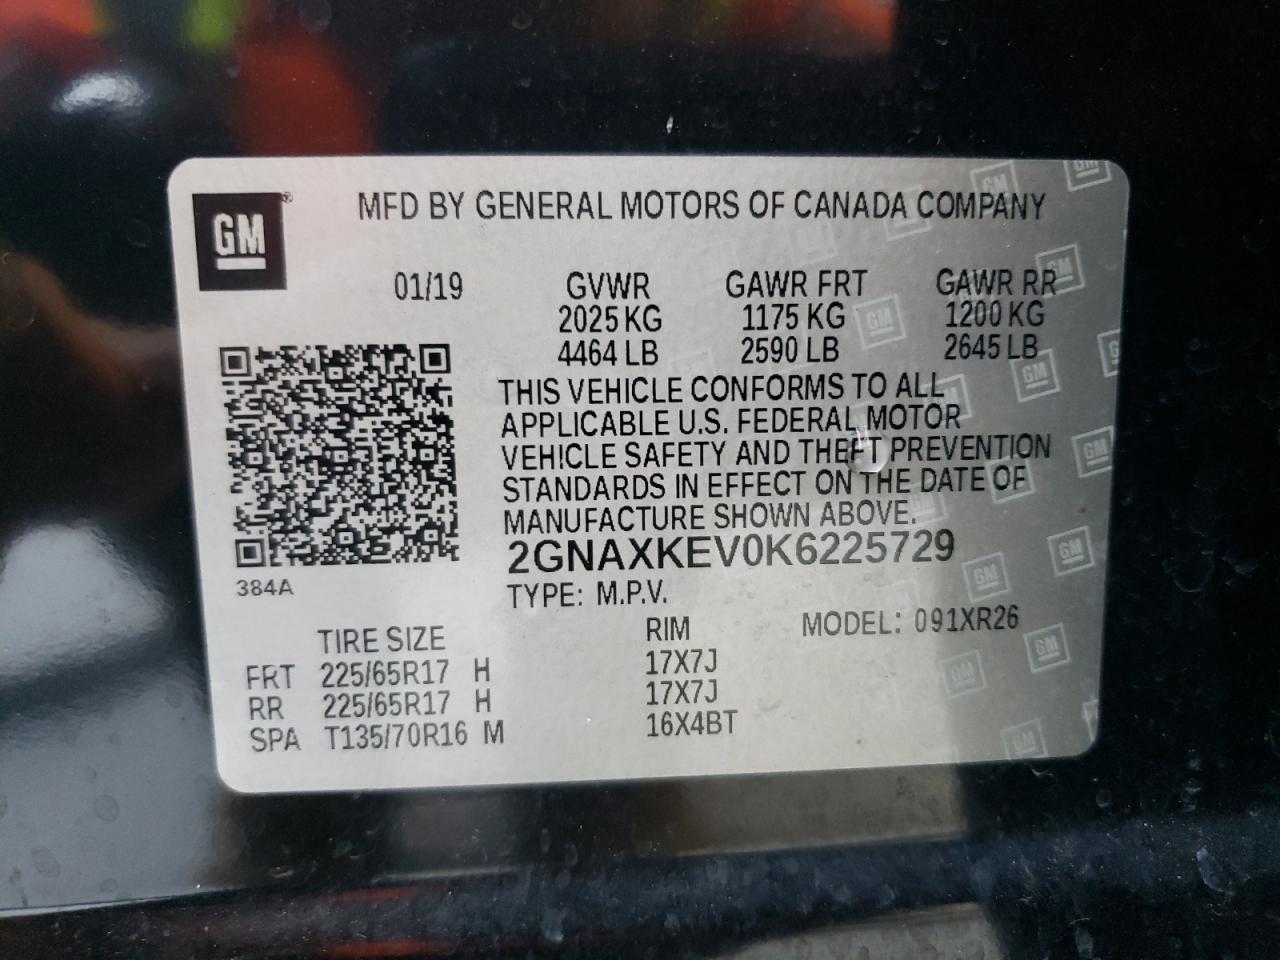 GM
MFD BY GENERAL MOTORS OF CANADA COMPANY
01/19 GVWR GAWR FRT GAWR RR
2025 KG 1175 KG 1200 KG
4464 LB 2590 LB 2645 LB
THIS VEHICLE CONFORMS TO ALL
APPLICABLE U.S. FEDERAL MOTOR
VEHICLE SAFETY AND THEFT PREVENTION
STANDARDS IN EFFECT ON THE DATE OF
MANUFACTURE SHOWN ABOVE.
2GNAXKEV0K6225729
384A
TYPE: M.P.V.
MODEL: 091XR26
TIRE SIZE RIM
FRT 225/65R17 H 17X7J
RR 225/65R17 H 17X7J
SPA T135/70R16 M 16X4BT